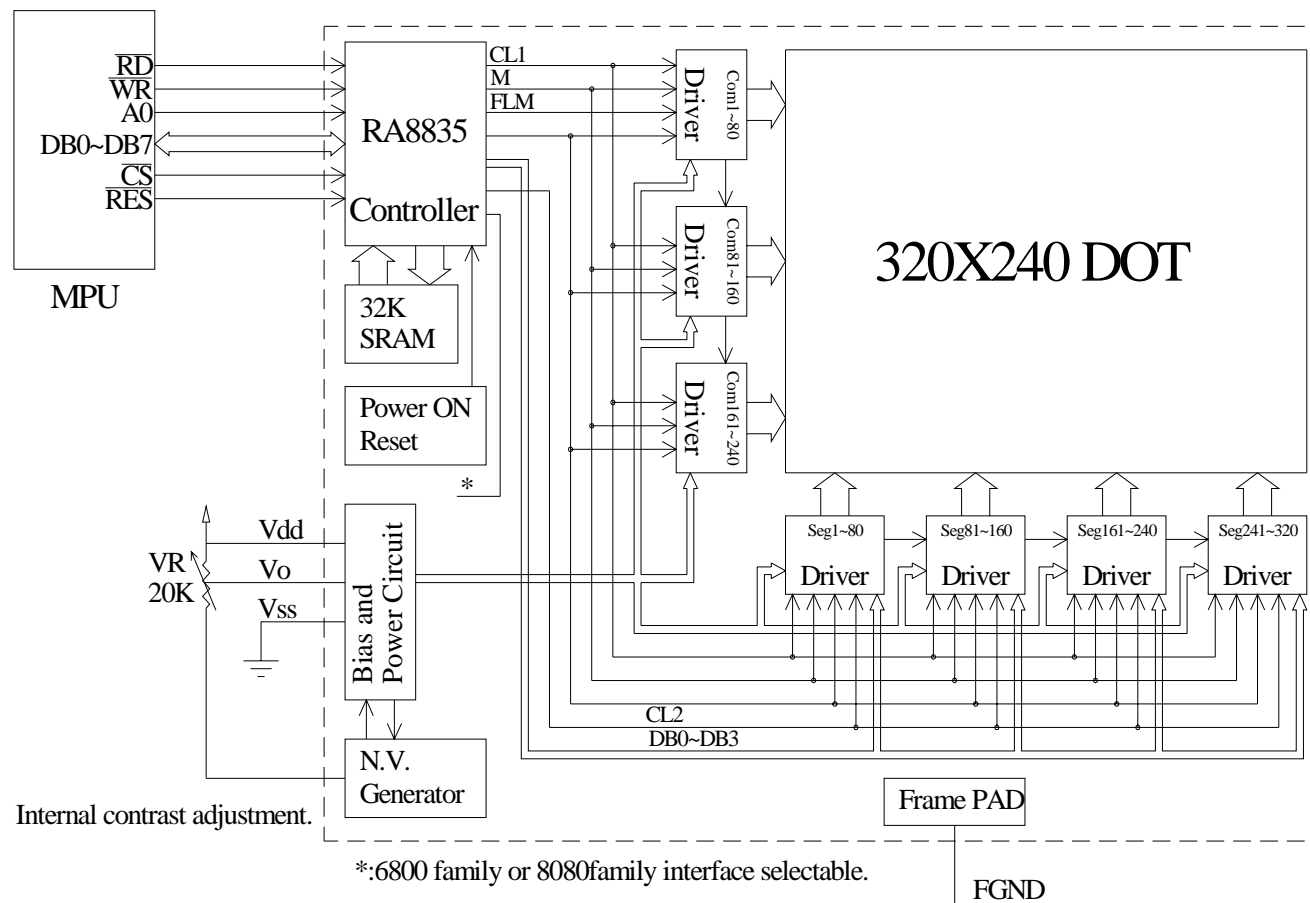 RD
WR
A0
DB0~DB7
CS
RES
MPU
RA8835
Controller
CL1
M
FLM
32K
SRAM
Power ON
Reset
*
Driver
Com1~80
Driver
Com81~160
Driver
Com161~240
320X240 DOT
Seg1~80
Driver
Seg81~160
Driver
Seg161~240
Driver
Seg241~320
Driver
Vdd
VR
20K
Vo
Vss
Bias and
Power Circuit
CL2
DB0~DB3
N.V.
Generator
Internal contrast adjustment.
Frame PAD
*:6800 family or 8080family interface selectable.
FGND